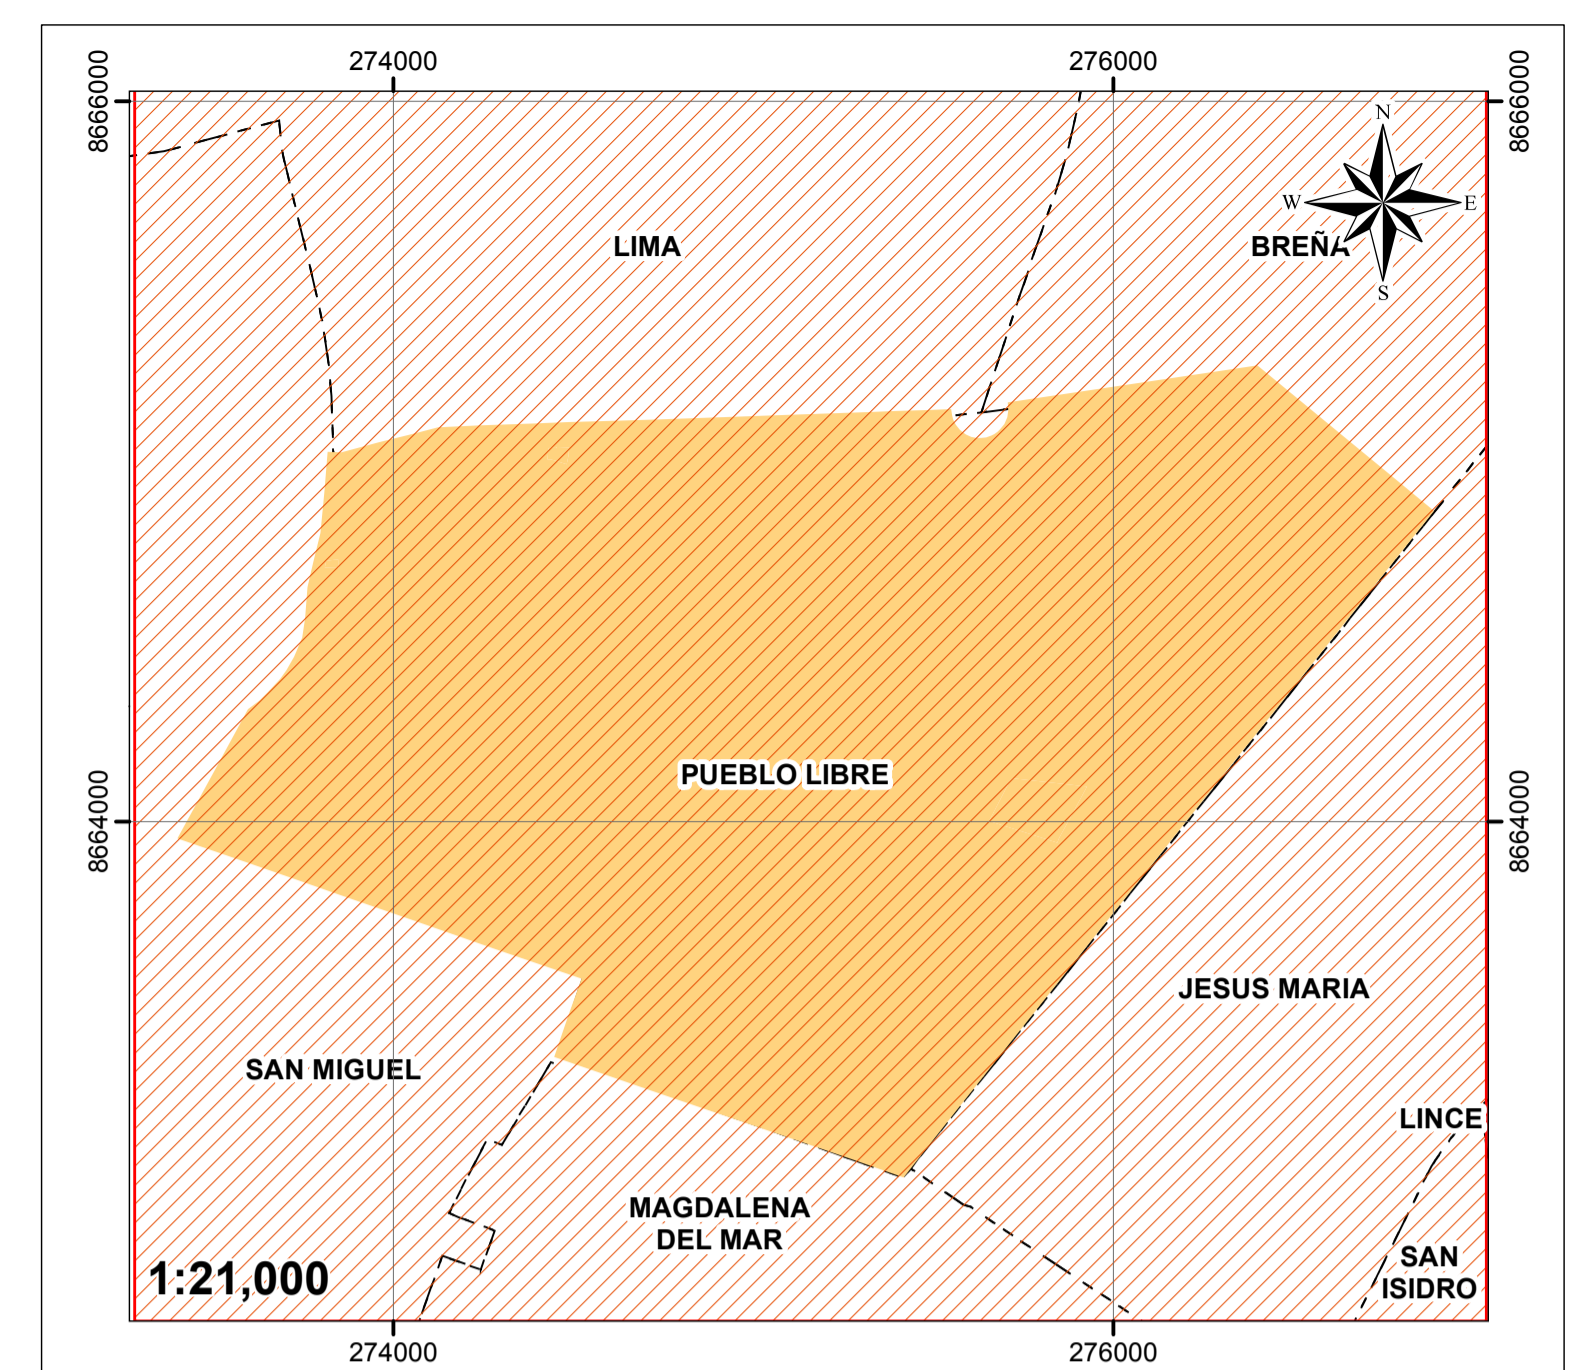 274000
276000
8666000
8666000
N
W
E
S
LIMA
BREÑA
PUEBLO LIBRE
8664000
8664000
JESUS MARIA
SAN MIGUEL
LINCE
MAGDALENA
DEL MAR
SAN
ISIDRO
1:21,000
274000
276000